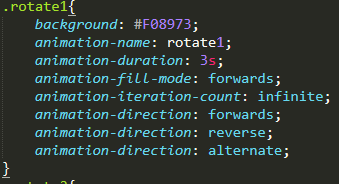 .rotate1{
background: #F08973;
animation-name: rotate1;
animation-duration: 3s;
animation-fill-mode: forwards;
animation-iteration-count: infinite;
animation-direction: forwards;
animation-direction: reverse;
animation-direction: alternate;
}